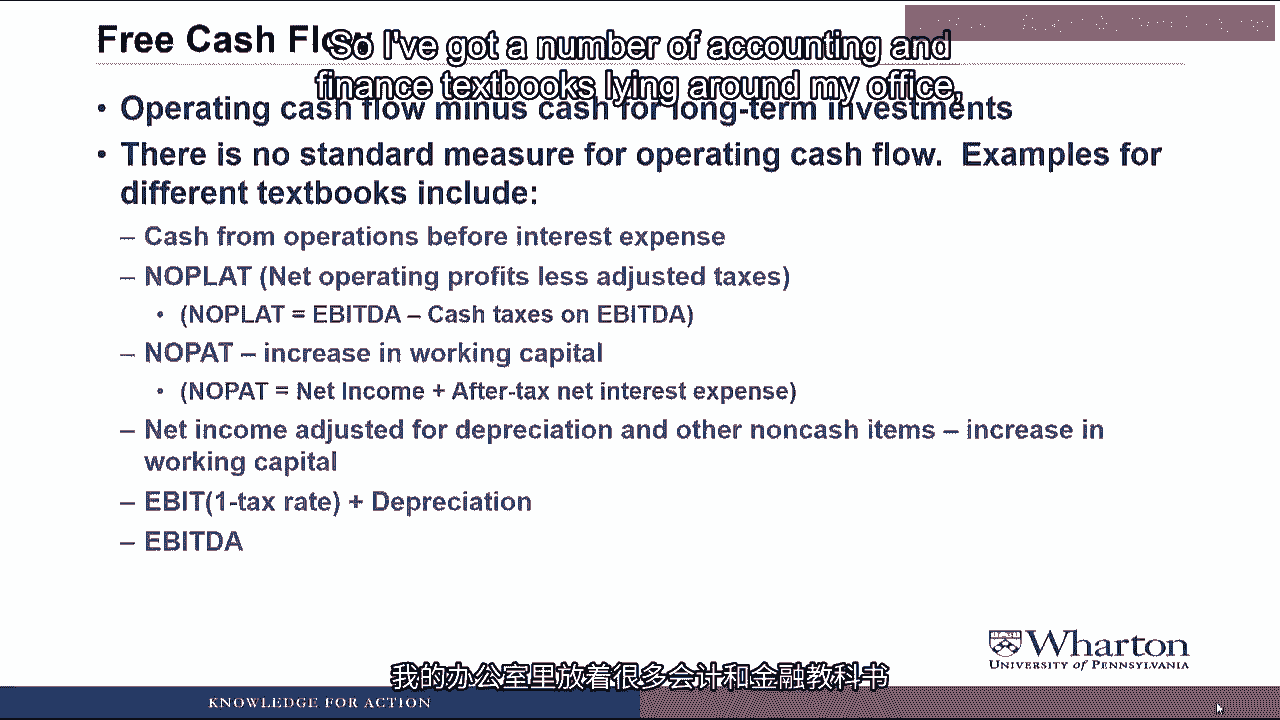 Free Cash Flow
So I've got a number of accounting and
finance textbooks lying around my office,
• Operating cash flow minus cash for long-term investments
• There is no standard measure for operating cash flow. Examples for
different textbooks include:
– Cash from operations before interest expense
– NOPLAT (Net operating profits less adjusted taxes)
• (NOPLAT = EBITDA – Cash taxes on EBITDA)
– NOPAT – increase in working capital
• (NOPAT = Net Income + After-tax net interest expense)
– Net income adjusted for depreciation and other noncash items – increase in
working capital
– EBIT(1-tax rate) + Depreciation
– EBITDA
Wharton
UNIVERSITY of PENNSYLVANIA
我的办公室里放着很多会计和金融教科书
KNOWLEDGE FOR ACTION